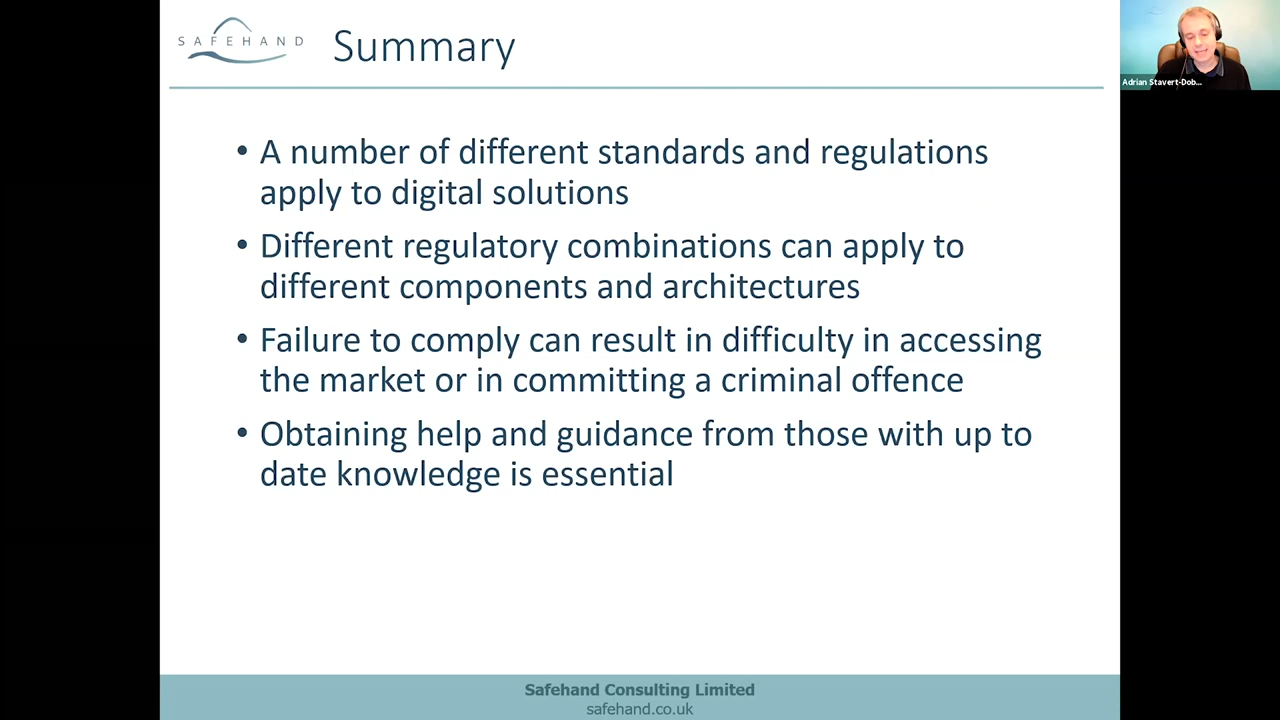 SAFEHAND
Summary
Adrian Stavert-Dob...
• A number of different standards and regulations
apply to digital solutions
• Different regulatory combinations can apply to
different components and architectures
• Failure to comply can result in difficulty in accessing
the market or in committing a criminal offence
• Obtaining help and guidance from those with up to
date knowledge is essential
Safehand Consulting Limited
safehand.co.uk